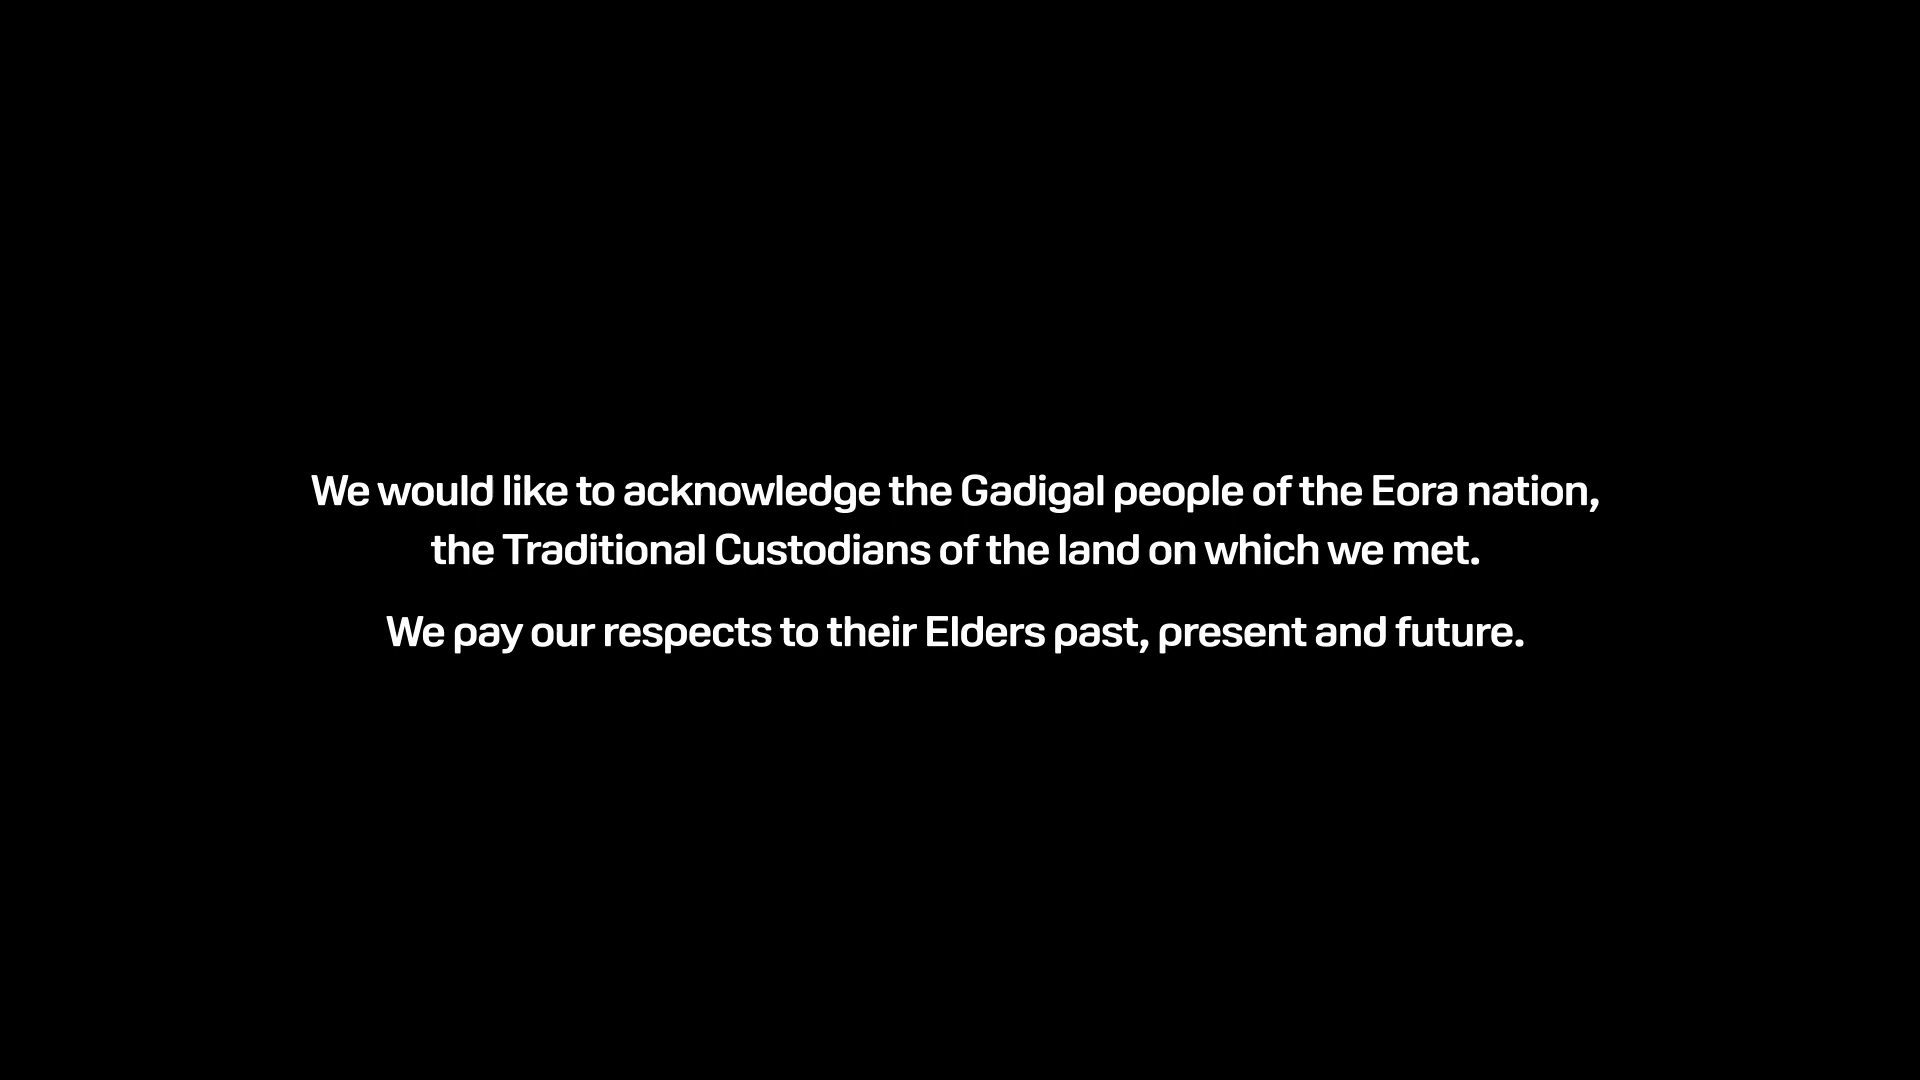 We would like to acknowledge the Gadigal people of the Eora nation,
the Traditional Custodians of the land on which we met.
We pay our respects to their Elders past, present and future.